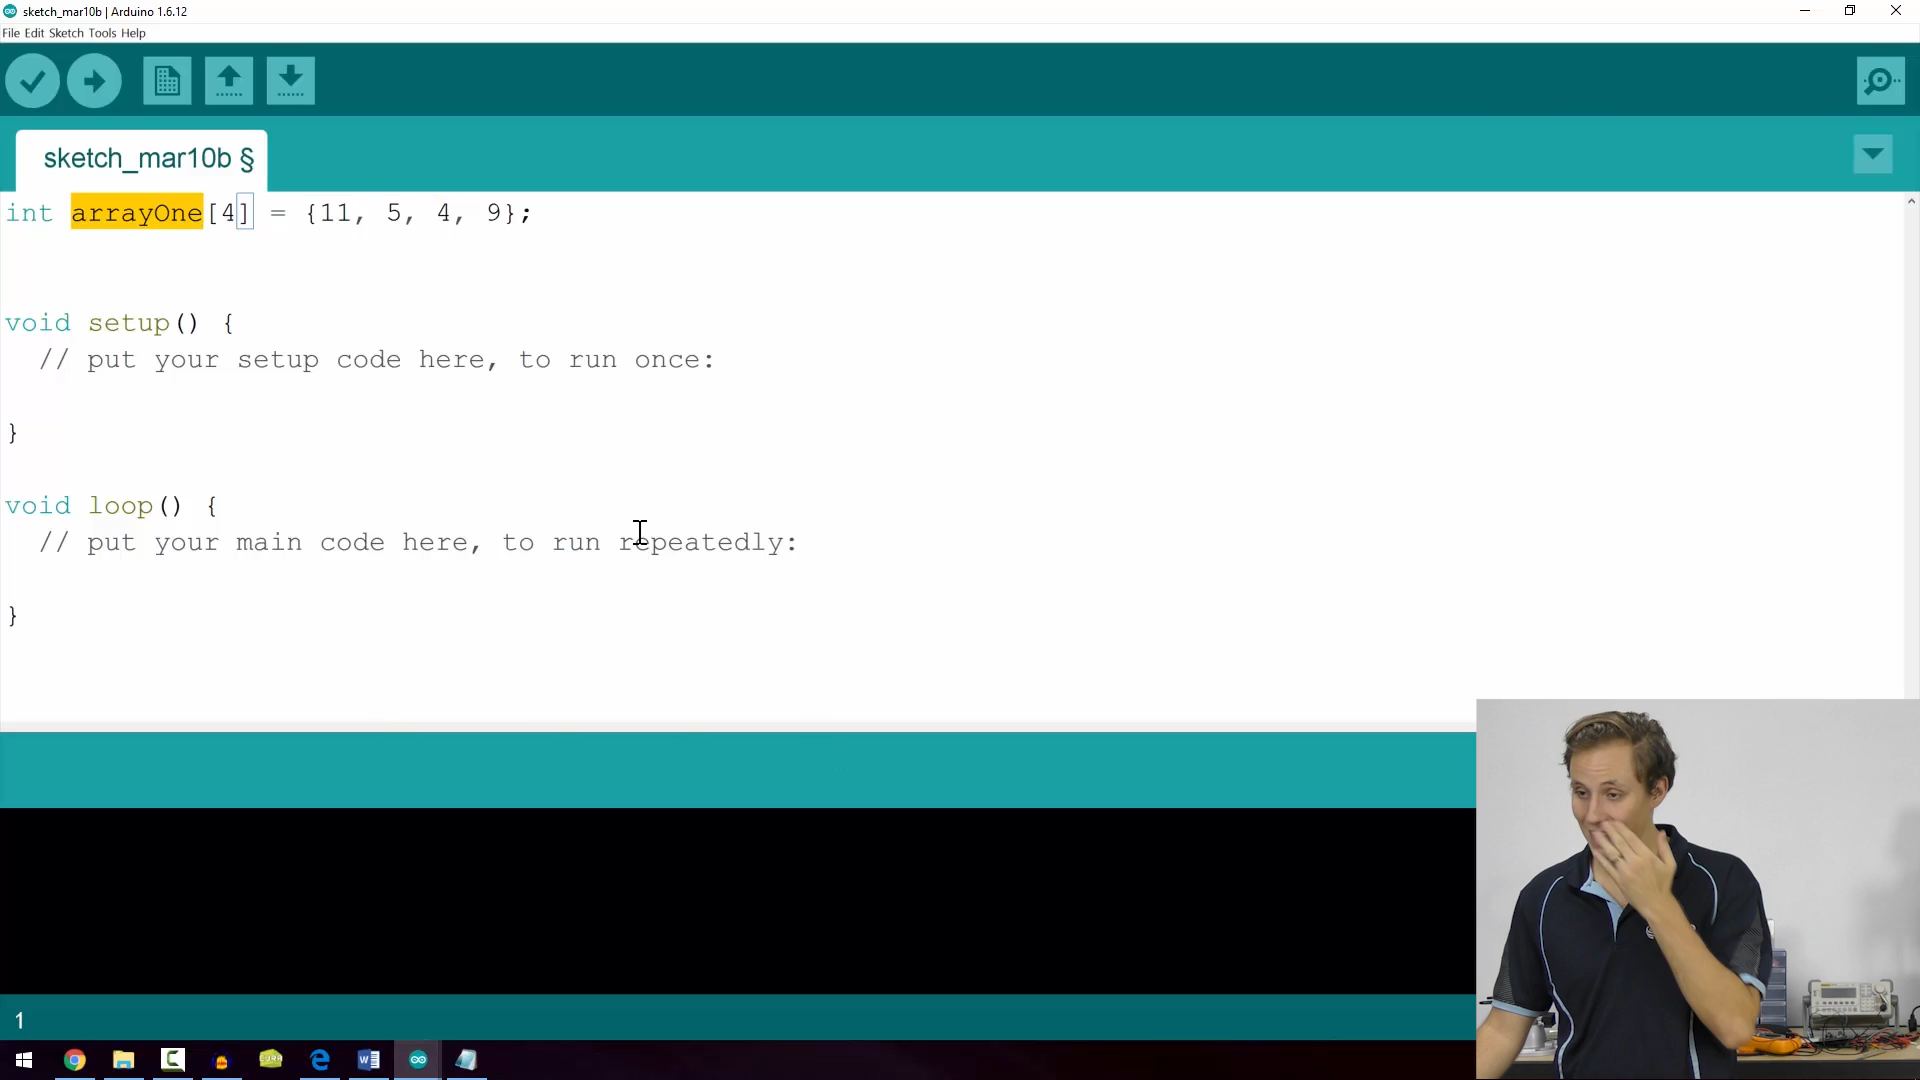 sketch_mar10b | Arduino 1.6.12
File Edit Sketch Tools Help
sketch_mar10b §
int arrayOne[4] = {11, 5, 4, 9};
void setup() {
// put your setup code here, to run once:
}
void loop() {
// put your main code here, to run repeatedly:
}
1